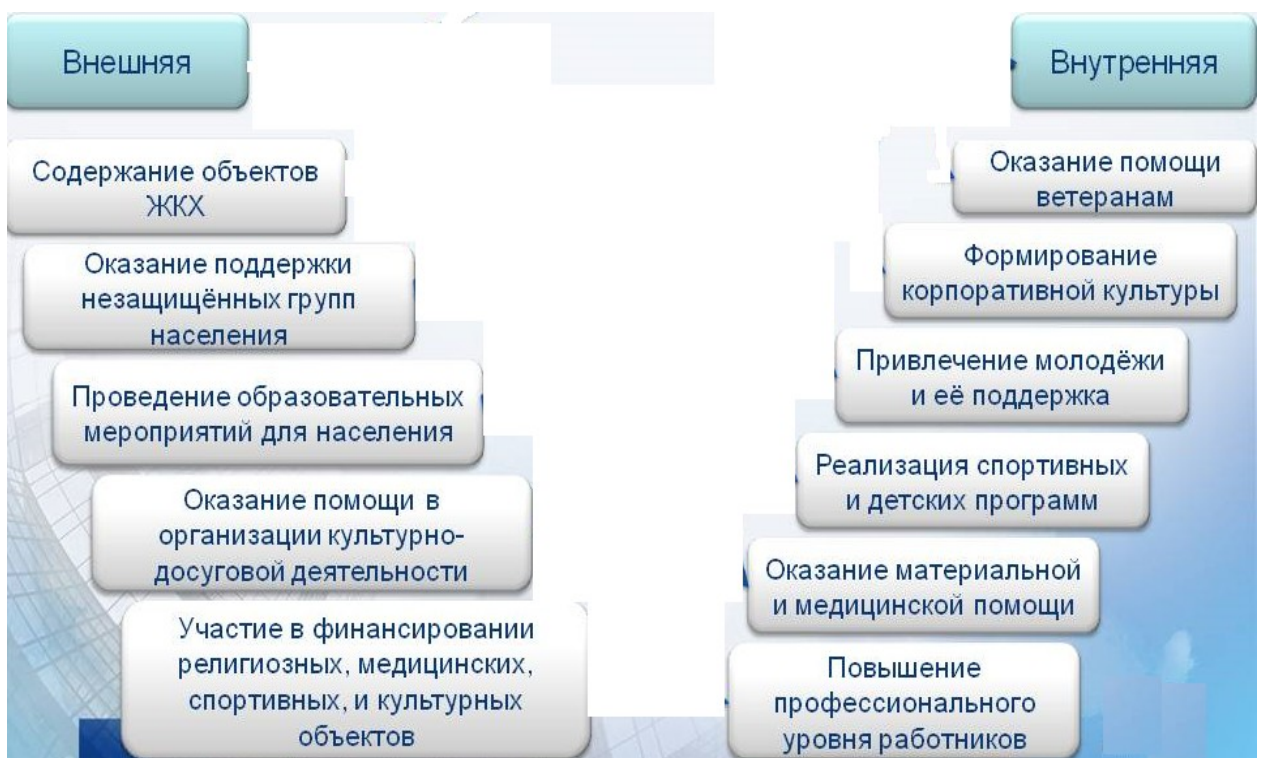 Внешняя
Содержание объектов
ЖКХ
Оказание поддержки
незащищённых групп
населения
Проведение образовательных
мероприятий для населения
Оказание помощи в
организации культурно-
досуговой деятельности
Участие в финансировании
религиозных, медицинских,
спортивных, и культурных
объектов
Внутренняя
Оказание помощи
ветеранам
Формирование
корпоративной культуры
Привлечение молодёжи
и её поддержка
Реализация спортивных
и детских программ
Оказание материальной
и медицинской помощи
Повышение
профессионального
уровня работников